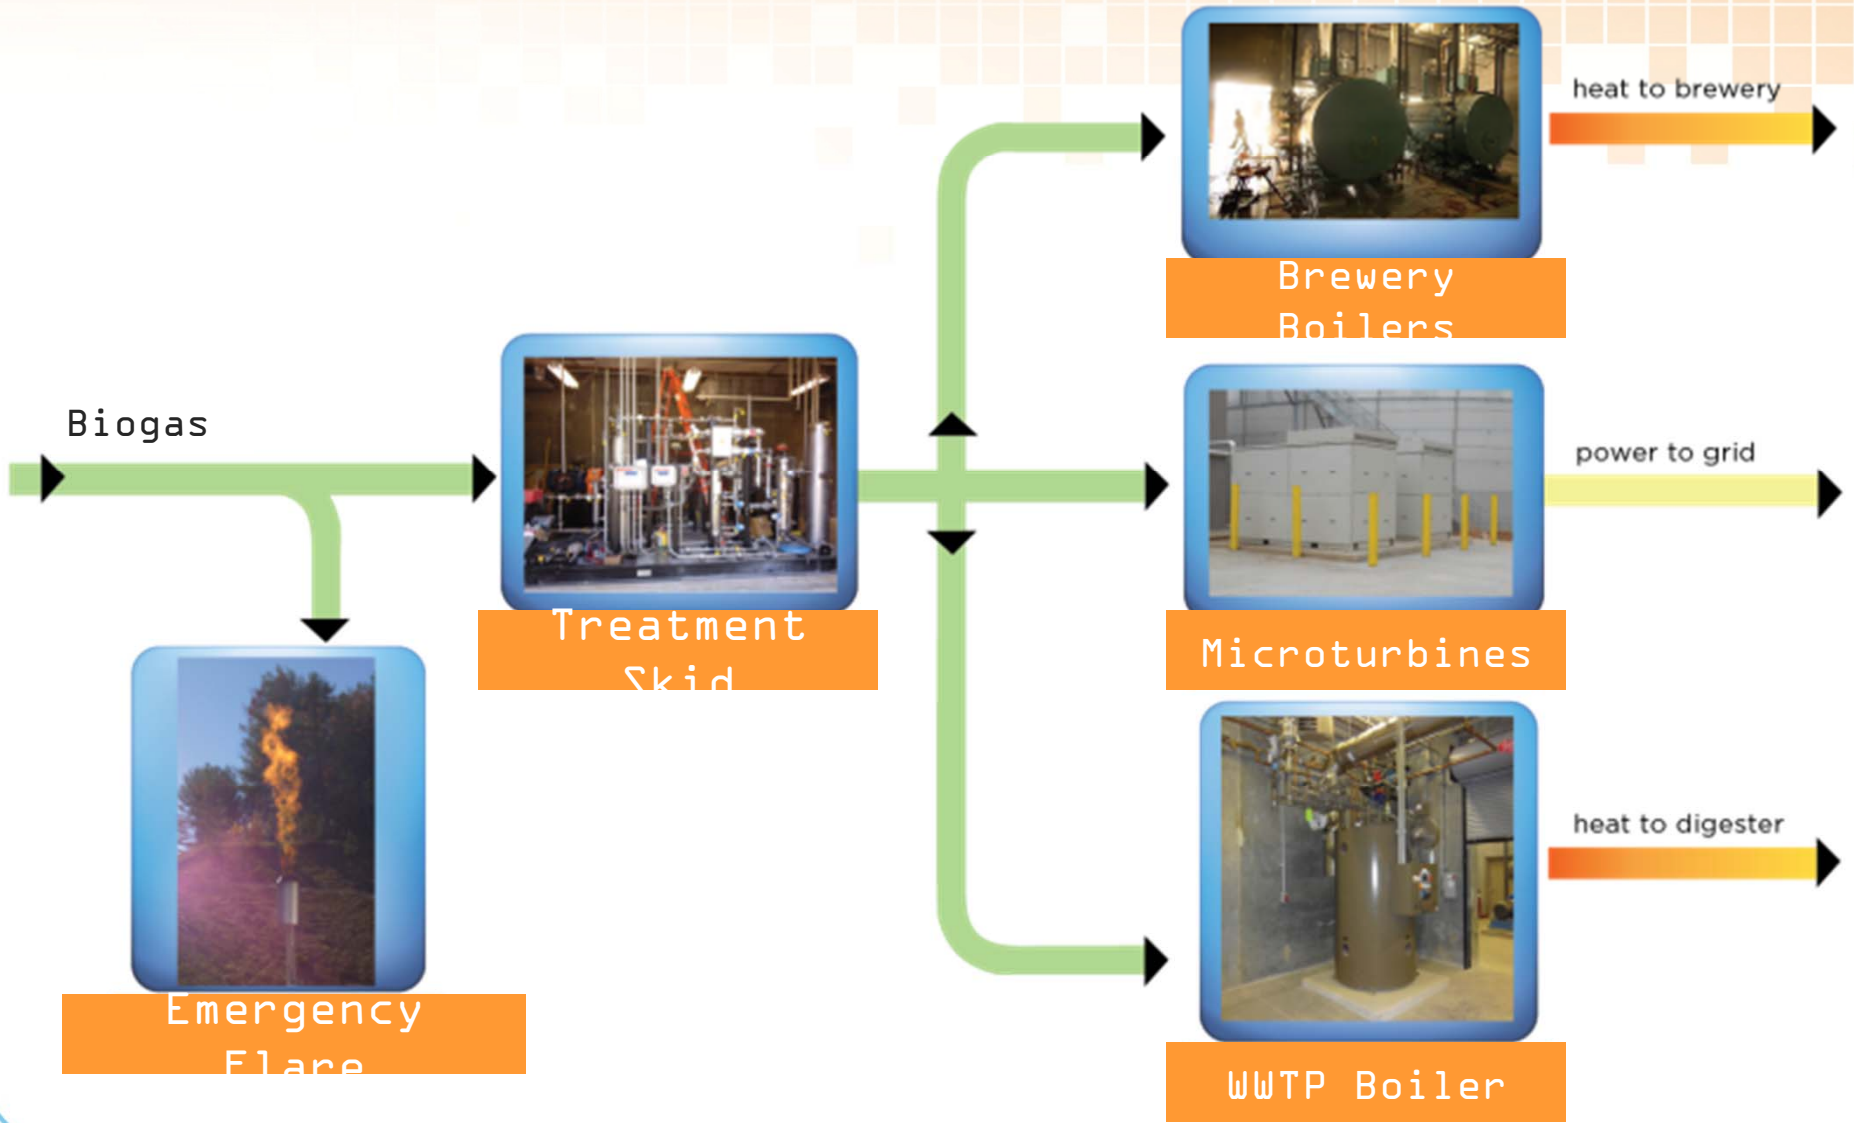 heat to brewery
Brewery
Boilers
Biogas
power to grid
Treatment
Skid
Microturbines
heat to digester
Emergency
Flare
WWTP Boiler